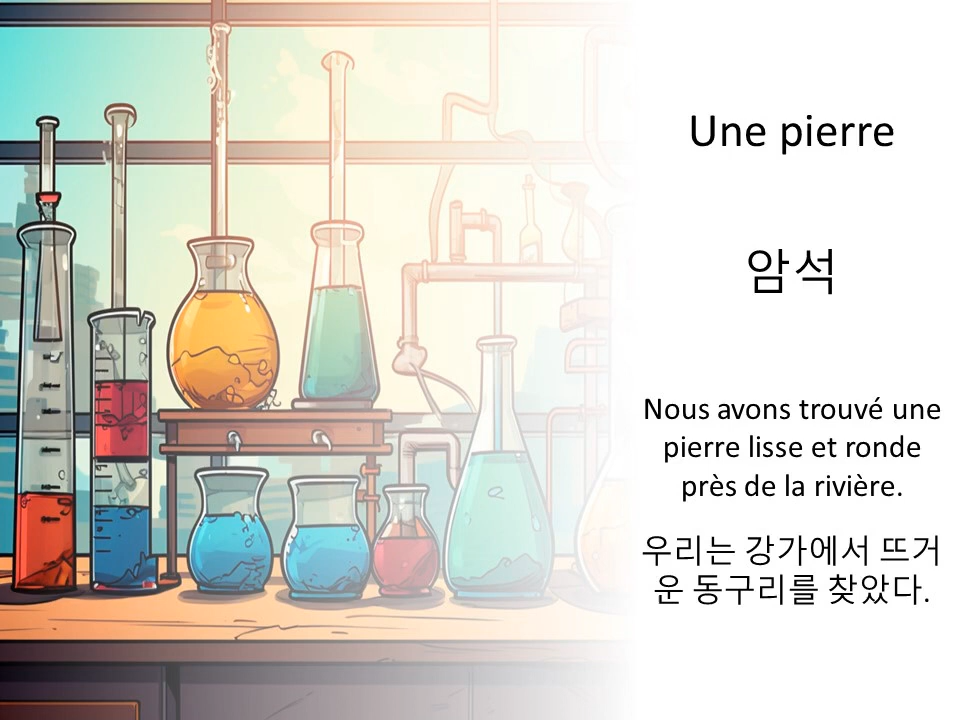 Une pierre
암석
Nous avons trouvé une
pierre lisse et ronde
près de la rivière.
우리는 강가에서 뜨거
운 동구리를 찾았다.